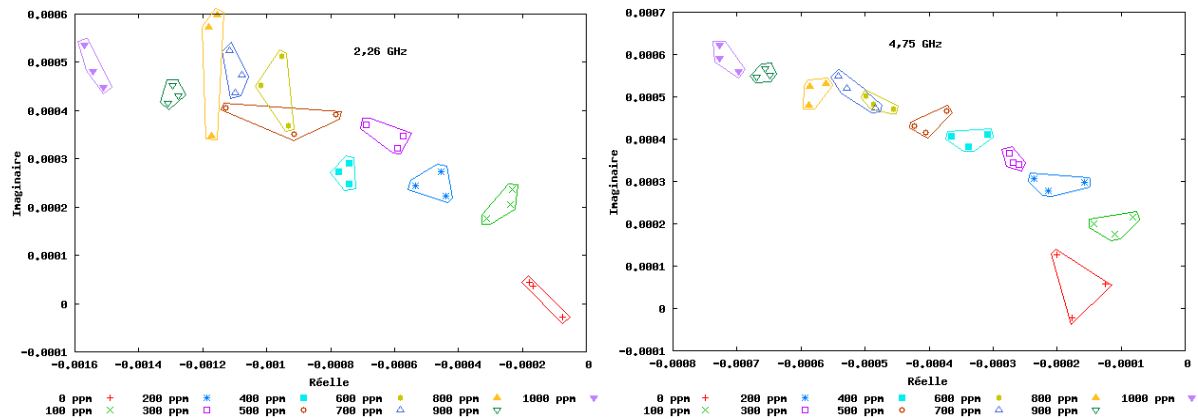 0.0006
0.0005
0.0004
0.0003
0.0002
0.0001
0
-0.0001
Imaginaire
2,26 GHz
-0.0016 -0.0014 -0.0012 -0.001 -0.0008 -0.0006 -0.0004 -0.0002 0
Réelle
0 ppm 200 ppm 400 ppm 600 ppm 800 ppm 1000 ppm
100 ppm 300 ppm 500 ppm 700 ppm 900 ppm
0.0007
0.0006
0.0005
0.0004
0.0003
0.0002
0.0001
0
-0.0001
Imaginaire
4,75 GHz
-0.0008 -0.0007 -0.0006 -0.0005 -0.0004 -0.0003 -0.0002 -0.0001 0
Réelle
0 ppm 200 ppm 400 ppm 600 ppm 800 ppm 1000 ppm
100 ppm 300 ppm 500 ppm 700 ppm 900 ppm